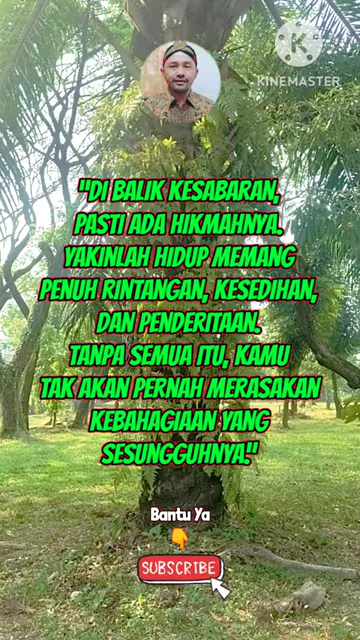 KINEMASTER
"DI BALIK KESABARAN,
PASTI ADA HIKMAHNYA.
YAKINLAH HIDUP MEMANG
PENUH RINTANGAN, KESEDIHAN,
DAN PENDERITAAN.
TANPA SEMUA ITU, KAMU
TAK AKAN PERNAH MERASAKAN
KEBAHAGIAAN YANG
SESUNGGUHNYA."
Bantu Ya
SUBSCRIBE